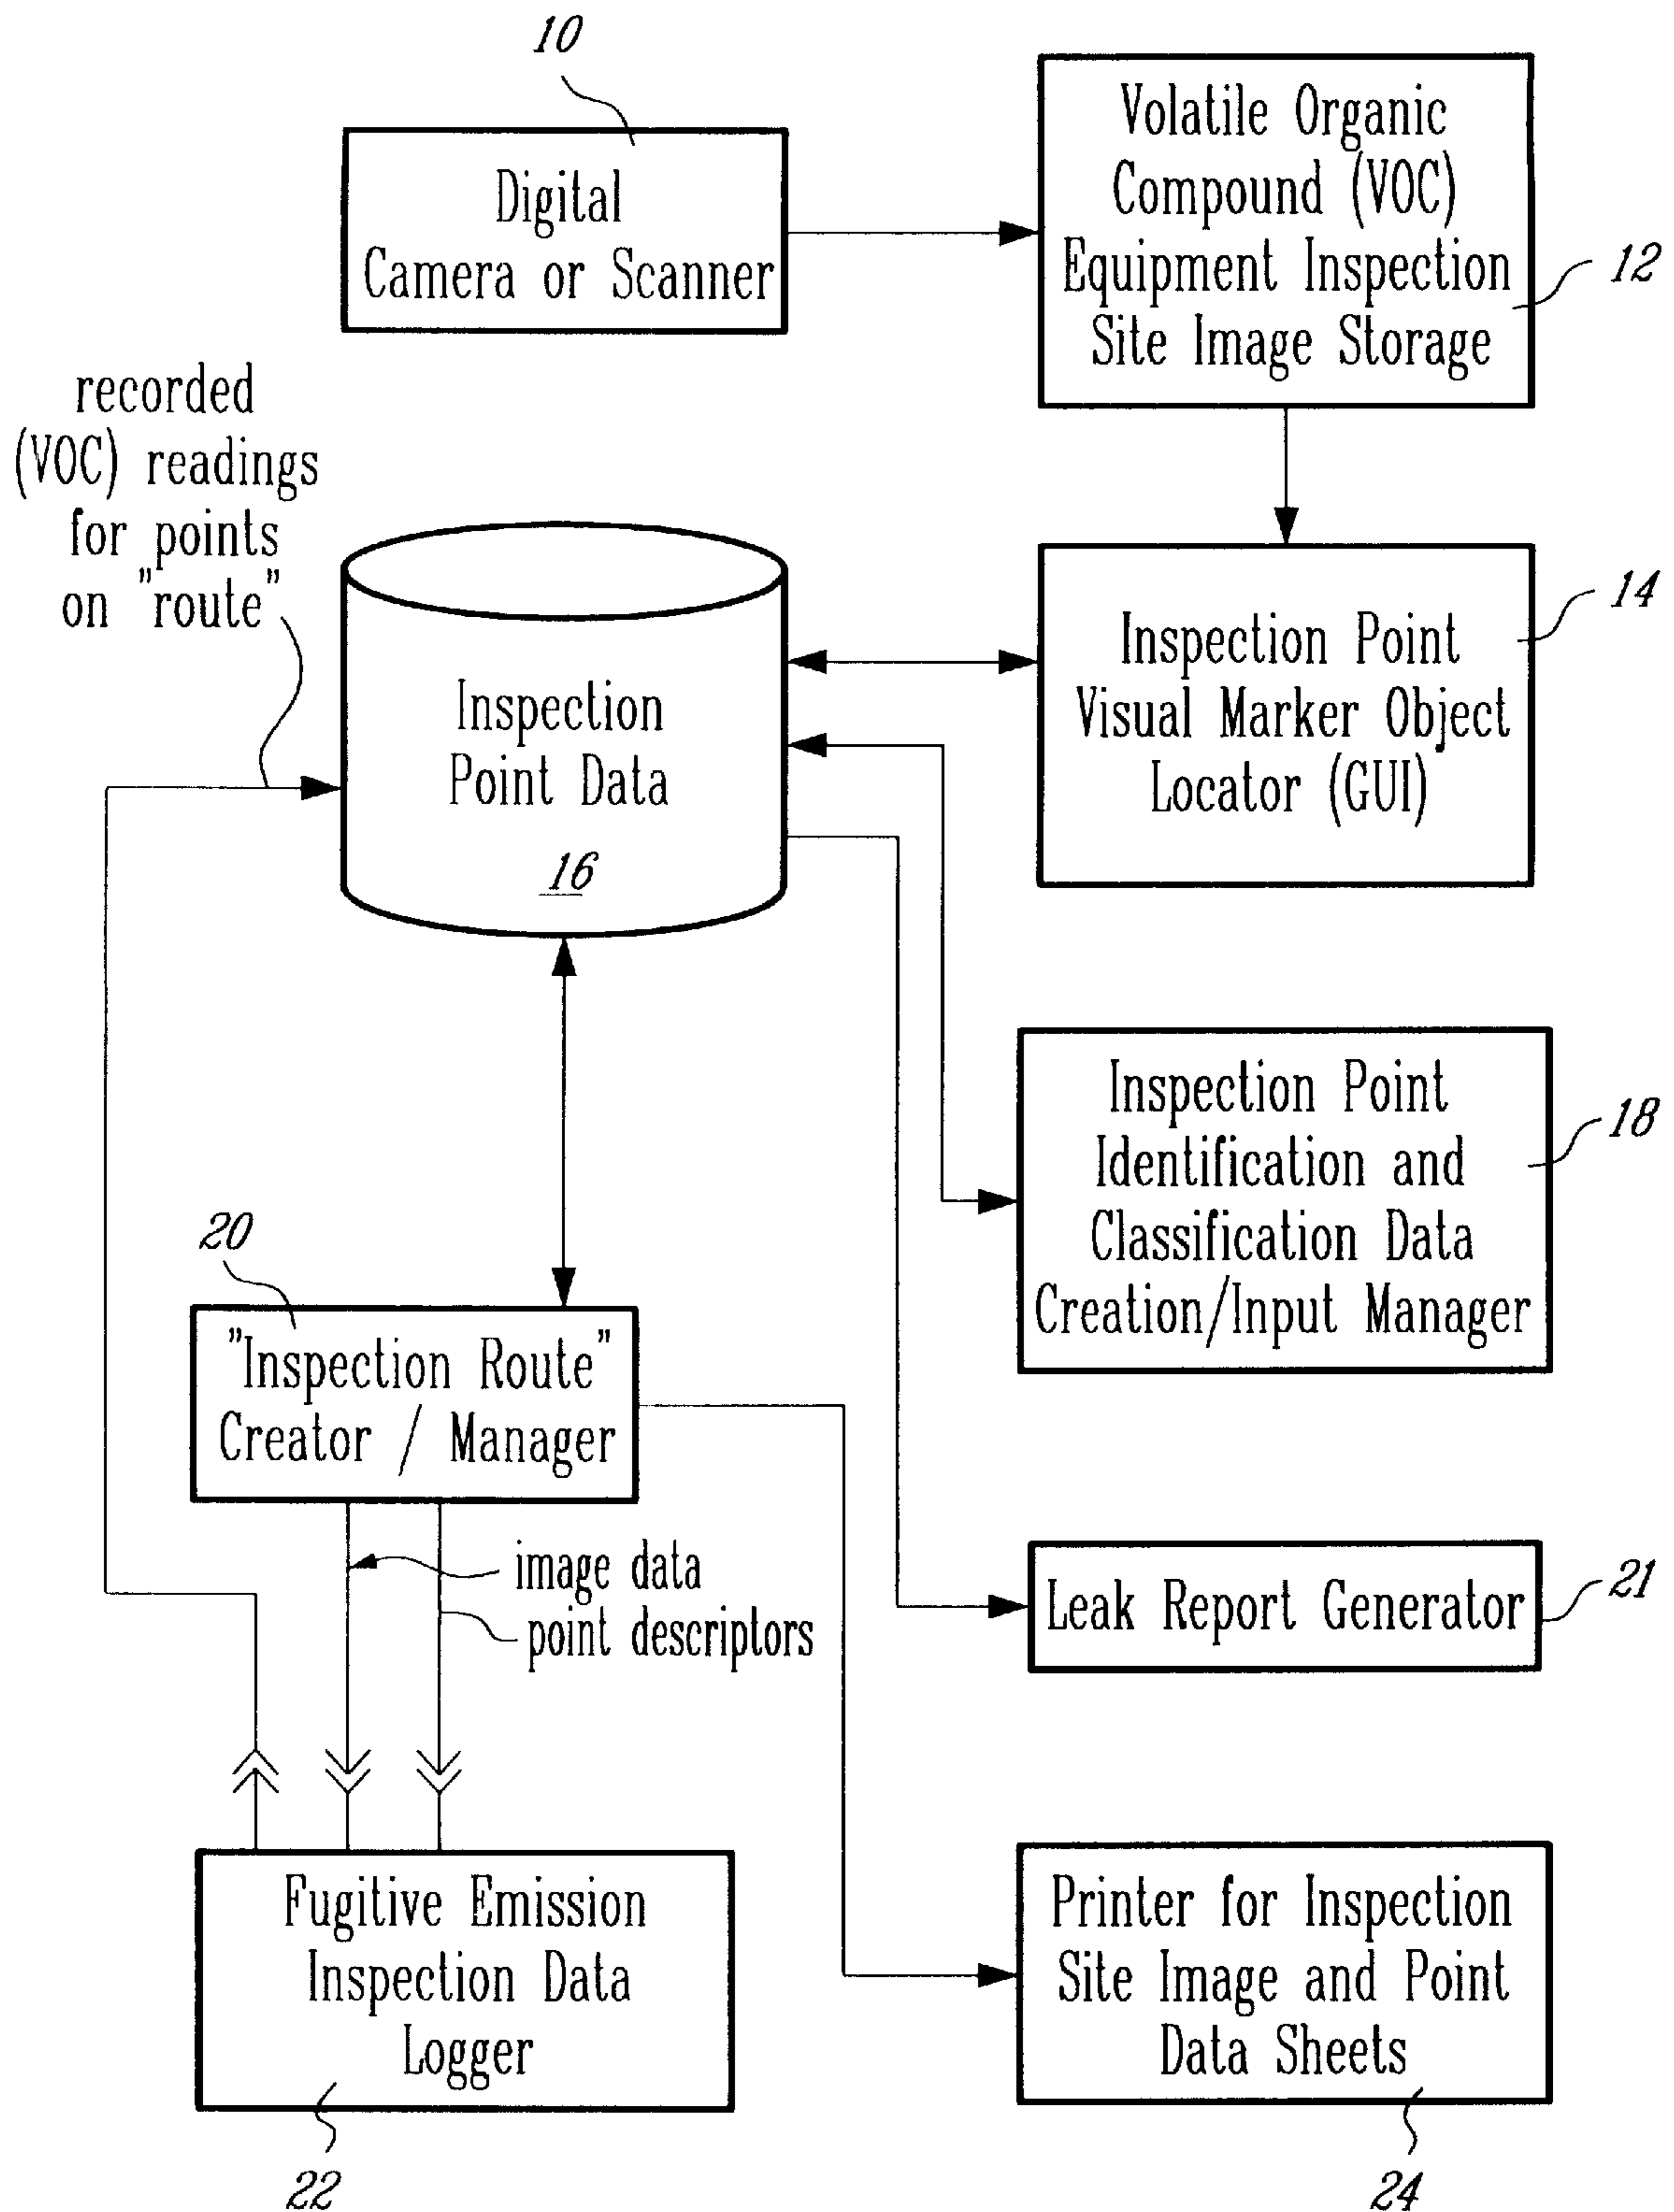 10
Digital
Camera or Scanner
Volatile Organic
Compound (VOC)
Equipment Inspection
Site Image Storage
12
recorded
(VOC) readings
for points
on "route"
Inspection
Point Data
16
Inspection Point
Visual Marker Object
Locator (GUI)
14
Inspection Point
Identification and
Classification Data
Creation/Input Manager
18
20
"Inspection Route"
Creator / Manager
image data
point descriptors
Leak Report Generator
21
Fugitive Emission
Inspection Data
Logger
22
Printer for Inspection
Site Image and Point
Data Sheets
24